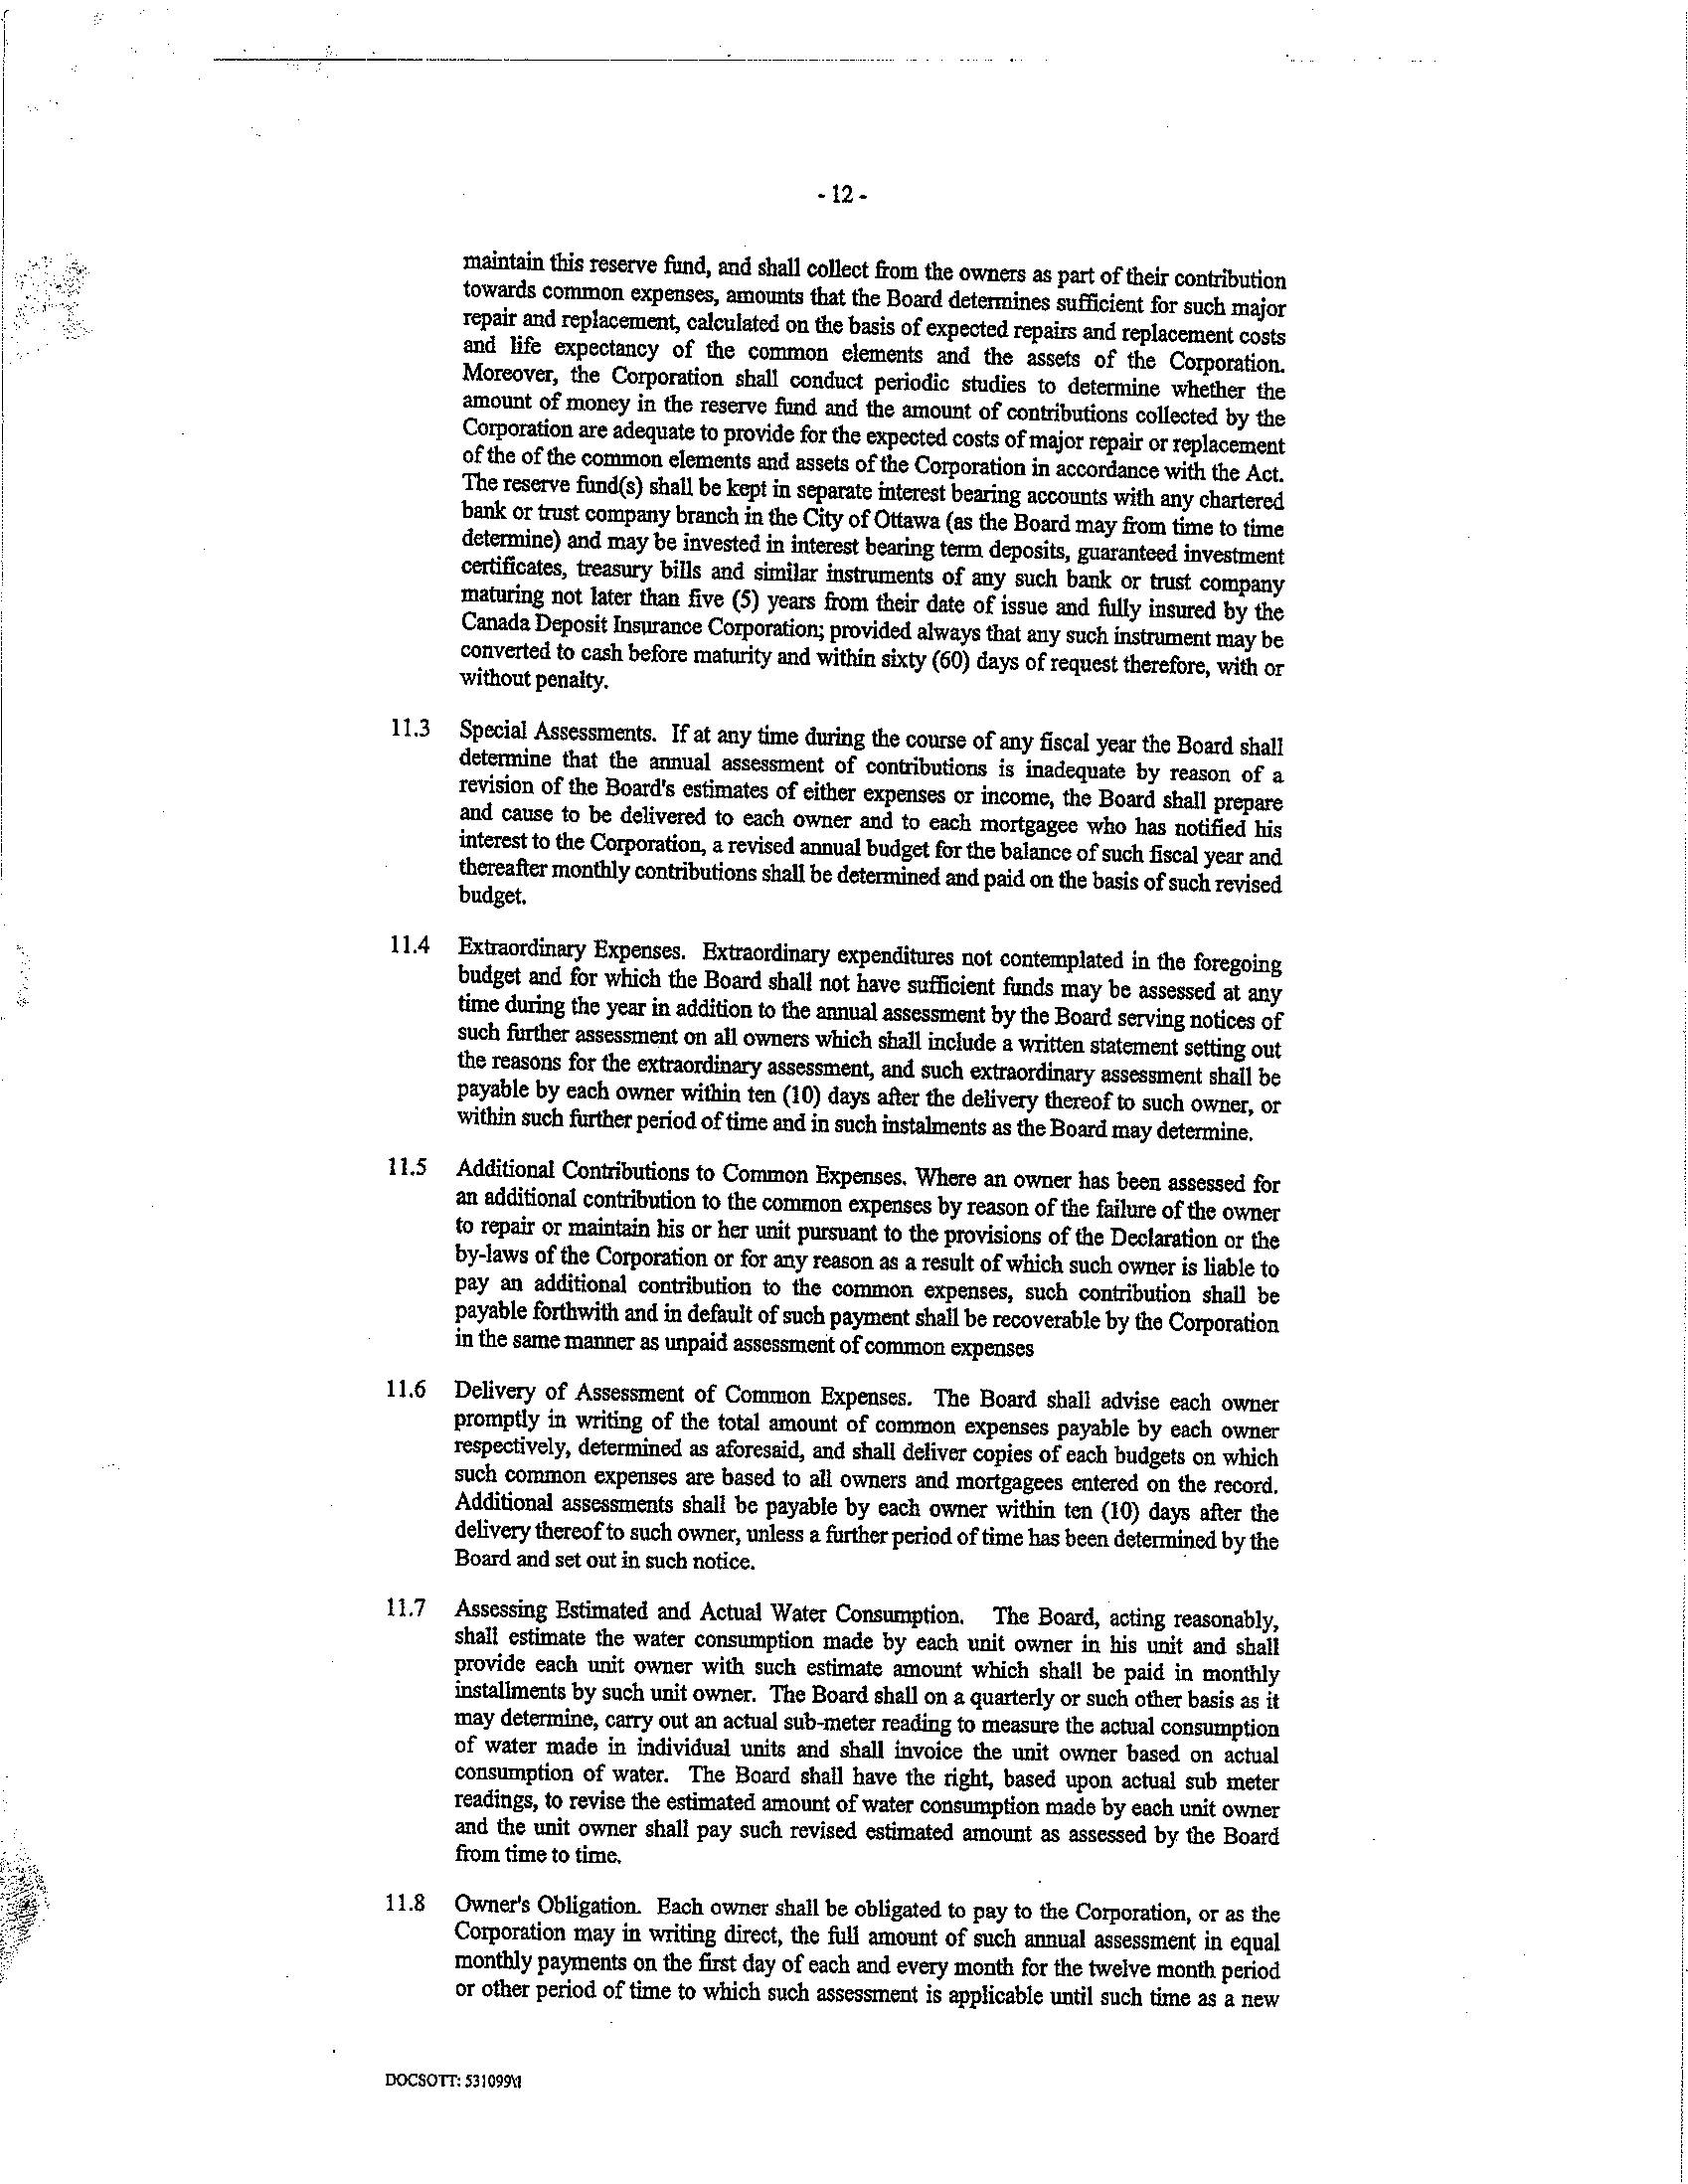 - 12 -
maintain this reserve fund, and shall collect from the owners as part of their contribution
towards common expenses, amounts that the Board determines sufficient for such major
repair and replacement, calculated on the basis of expected repairs and replacement costs
and life expectancy of the common elements and the assets of the Corporation.
Moreover, the Corporation shall conduct periodic studies to determine whether the
amount of money in the reserve fund and the amount of contributions collected by the
Corporation are adequate to provide for the expected costs of major repair or replacement
of the of the common elements and assets of the Corporation in accordance with the Act.
The reserve fund(s) shall be kept in separate interest bearing accounts with any chartered
bank or trust company branch in the City of Ottawa (as the Board may from time to time
determine) and may be invested in interest bearing term deposits, guaranteed investment
certificates, treasury bills and similar instruments of any such bank or trust company
maturing not later than five (5) years from their date of issue and fully insured by the
Canada Deposit Insurance Corporation; provided always that any such instrument may be
converted to cash before maturity and within sixty (60) days of request therefore, with or
without penalty.
11.3 Special Assessments. If at any time during the course of any fiscal year the Board shall
determine that the annual assessment of contributions is inadequate by reason of a
revision of the Board's estimates of either expenses or income, the Board shall prepare
and cause to be delivered to each owner and to each mortgagee who has notified his
interest to the Corporation, a revised annual budget for the balance of such fiscal year and
thereafter monthly contributions shall be determined and paid on the basis of such revised
budget.
11.4 Extraordinary Expenses. Extraordinary expenditures not contemplated in the foregoing
budget and for which the Board shall not have sufficient funds may be assessed at any
time during the year in addition to the annual assessment by the Board serving notices of
such further assessment on all owners which shall include a written statement setting out
the reasons for the extraordinary assessment, and such extraordinary assessment shall be
payable by each owner within ten (10) days after the delivery thereof to such owner, or
within such further period of time and in such instalments as the Board may determine.
11.5 Additional Contributions to Common Expenses. Where an owner has been assessed for
an additional contribution to the common expenses by reason of the failure of the owner
to repair or maintain his or her unit pursuant to the provisions of the Declaration or the
by-laws of the Corporation or for any reason as a result of which such owner is liable to
pay an additional contribution to the common expenses, such contribution shall be
payable forthwith and in default of such payment shall be recoverable by the Corporation
in the same manner as unpaid assessment of common expenses
11.6 Delivery of Assessment of Common Expenses. The Board shall advise each owner
promptly in writing of the total amount of common expenses payable by each owner
respectively, determined as aforesaid, and shall deliver copies of each budgets on which
such common expenses are based to all owners and mortgagees entered on the record.
Additional assessments shall be payable by each owner within ten (10) days after the
delivery thereof to such owner, unless a further period of time has been determined by the
Board and set out in such notice.
11.7 Assessing Estimated and Actual Water Consumption. The Board, acting reasonably,
shall estimate the water consumption made by each unit owner in his unit and shall
provide each unit owner with such estimate amount which shall be paid in monthly
installments by such unit owner. The Board shall on a quarterly or such other basis as it
may determine, carry out an actual sub-meter reading to measure the actual consumption
of water made in individual units and shall invoice the unit owner based on actual
consumption of water. The Board shall have the right, based upon actual sub meter
readings, to revise the estimated amount of water consumption made by each unit owner
and the unit owner shall pay such revised estimated amount as assessed by the Board
from time to time.
11.8 Owner's Obligation. Each owner shall be obligated to pay to the Corporation, or as the
Corporation may in writing direct, the full amount of such annual assessment in equal
monthly payments on the first day of each and every month for the twelve month period
or other period of time to which such assessment is applicable until such time as a new
DOCSOTT: 531099\1